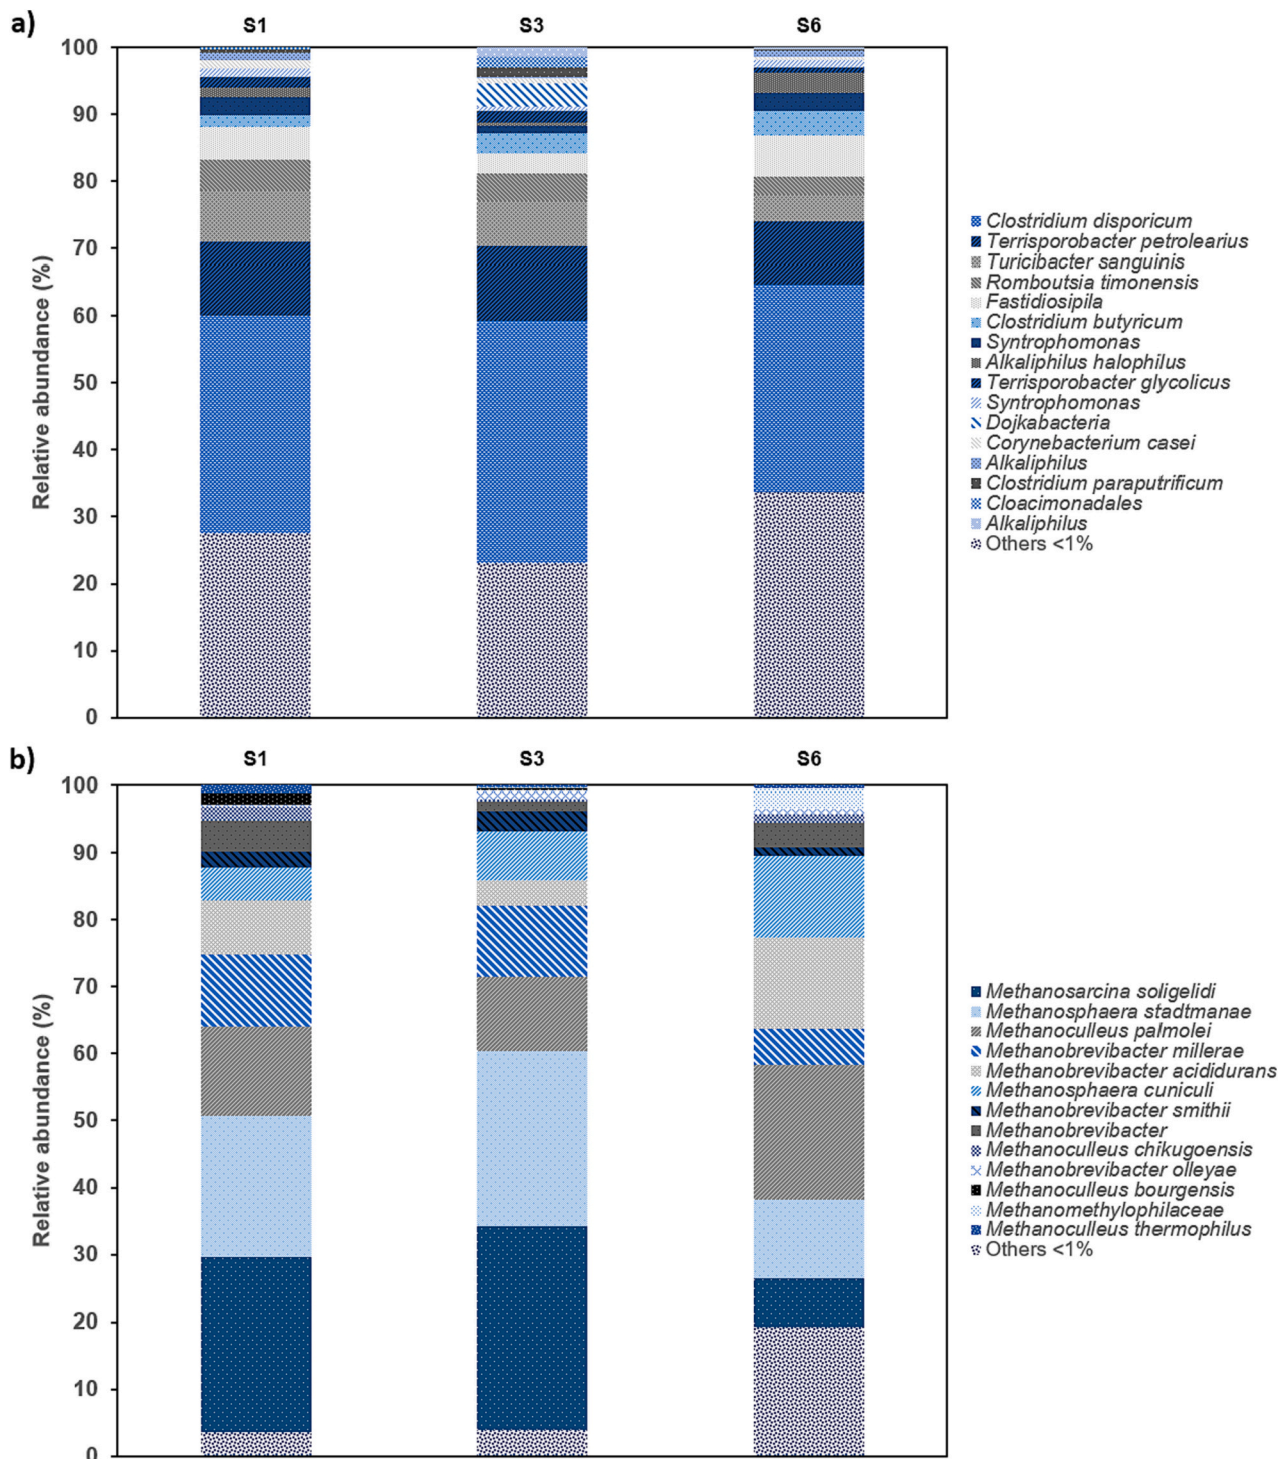 a)
S1 S3 S6
Relative abundance (%)
100
90
80
70
60
50
40
30
20
10
0
Clostridium disporicum
Terrisporobacter petrolearius
Turicibacter sanguinis
Romboutsia timonensis
Fastidiosipila
Clostridium butyricum
Syntrophomonas
Alkaliphilus halophilus
Terrisporobacter glycolicus
Syntrophomonas
Dojkabacteria
Corynebacterium casei
Alkaliphilus
Clostridium paraputrificum
Cloacimonadales
Alkaliphilus
Others <1%
b)
S1 S3 S6
Relative abundance (%)
100
90
80
70
60
50
40
30
20
10
0
Methanosarcina soligelidi
Methanosphaera stadtmanae
Methanoculleus palmolei
Methanobrevibacter millerae
Methanobrevibacter acididurans
Methanosphaera cuniculi
Methanobrevibacter smithii
Methanobrevibacter
Methanoculleus chikugoensis
Methanobrevibacter olleyae
Methanoculleus bourgensis
Methanomethylophilaceae
Methanoculleus thermophilus
Others <1%